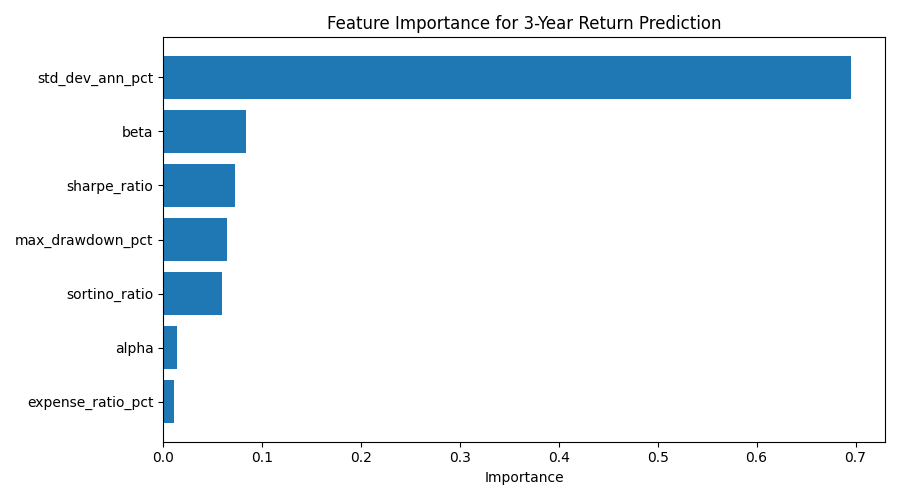 Feature Importance for 3-Year Return Prediction
std_dev_ann_pct
beta
sharpe_ratio
max_drawdown_pct
sortino_ratio
alpha
expense_ratio_pct
0.0 0.1 0.2 0.3 0.4 0.5 0.6 0.7
Importance